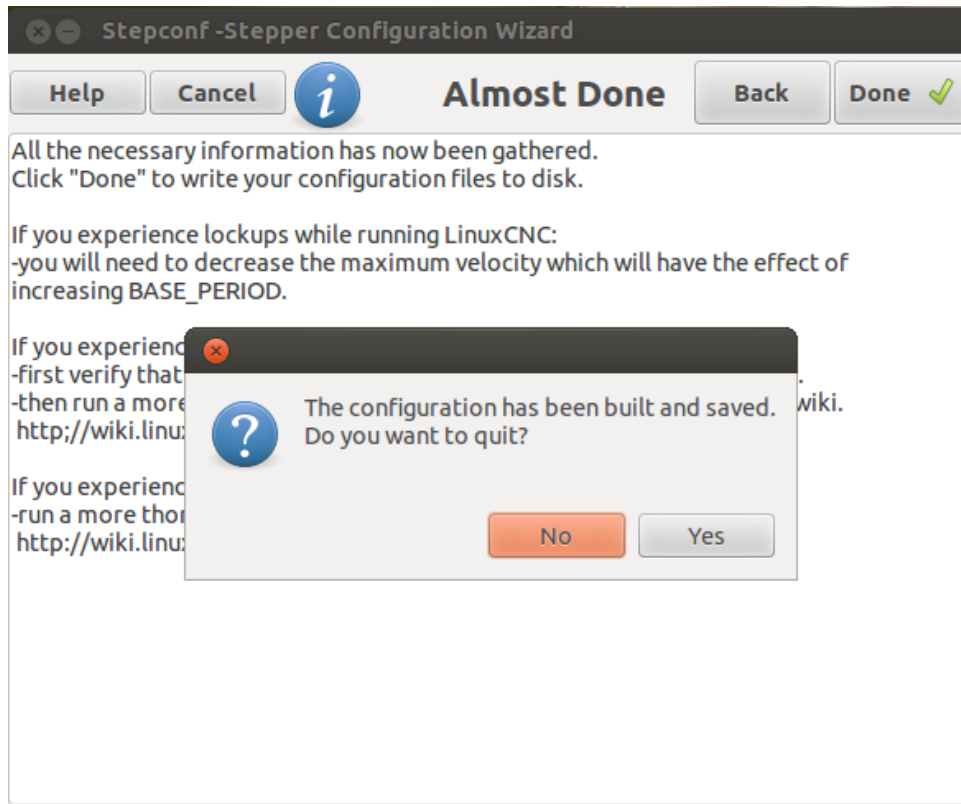 Stepconf -Stepper Configuration Wizard
Help Cancel i Almost Done Back Done
All the necessary information has now been gathered.
Click "Done" to write your configuration files to disk.
If you experience lockups while running LinuxCNC:
-you will need to decrease the maximum velocity which will have the effect of
increasing BASE_PERIOD.
If you
-first verify that .
-then run a more wiki.
http;//wiki.linu
The configuration has been built and saved.
Do you want to quit?
If you
-run a more
http://wiki.linu
No Yes